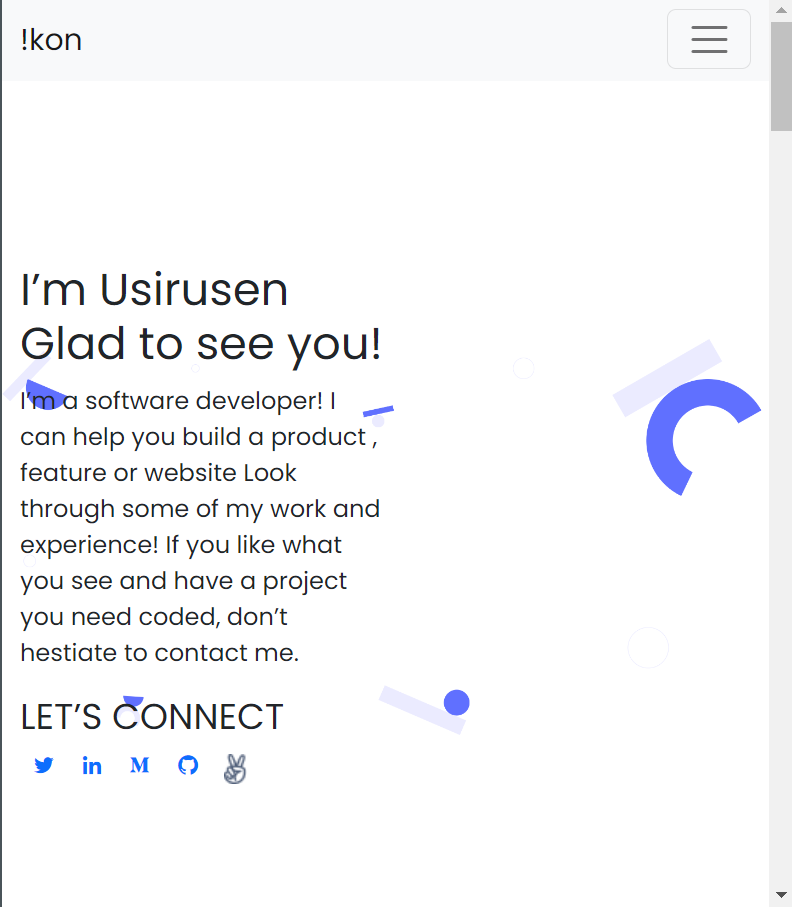 !kon
I’m Usirusen
Glad to see you!
I’m a software developer! I
can help you build a product ,
feature or website Look
through some of my work and
experience! If you like what
you see and have a project
you need coded, don’t
hestiate to contact me.
LET’S CONNECT